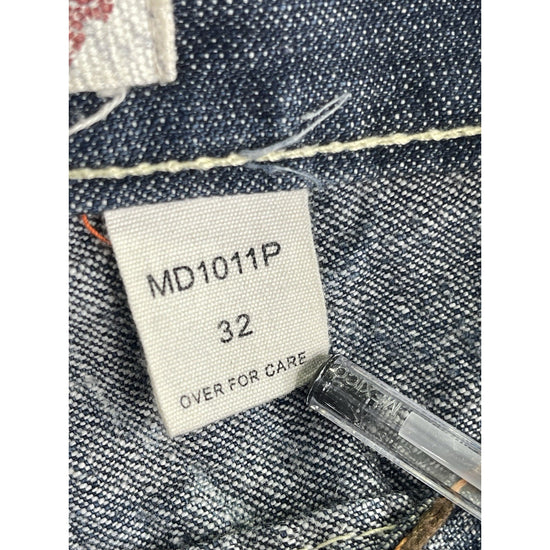 MD1011P
32
OVER FOR CARE